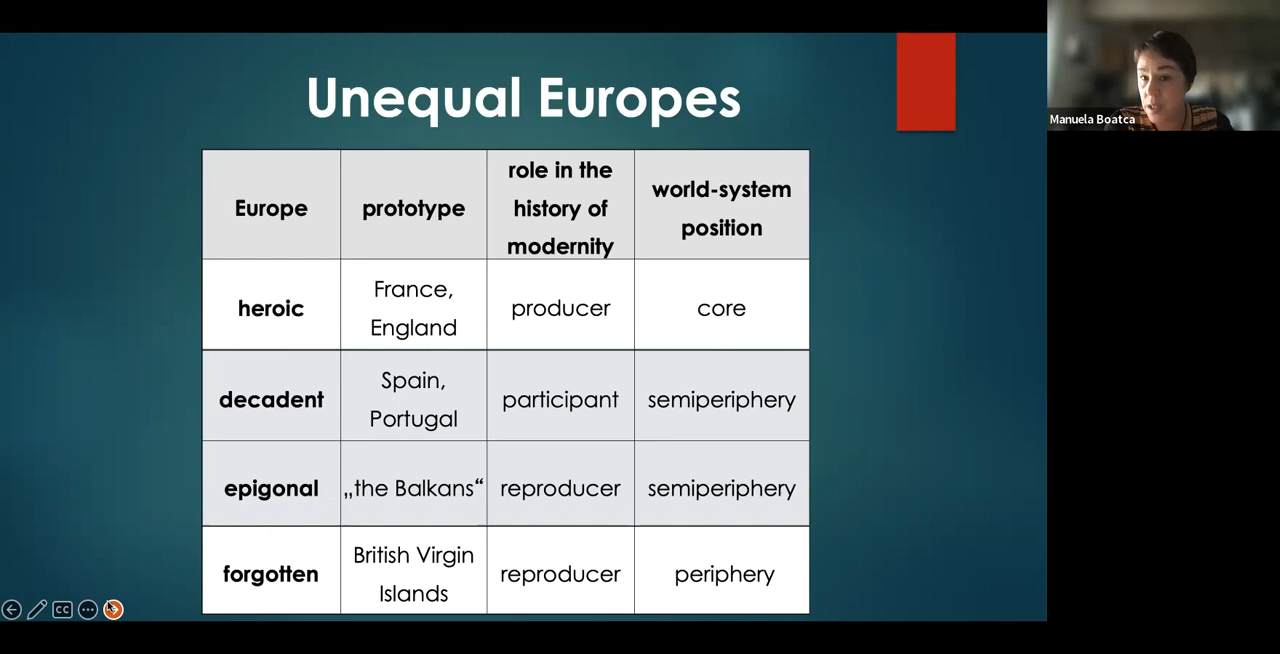 Unequal Europes
Manuela Boatca
Europe
prototype
role in the
history of
modernity
world-system
position
heroic
France,
England
producer
core
decadent
Spain,
Portugal
participant
semiperiphery
epigonal
„the Balkans“
reproducer
semiperiphery
forgotten
British Virgin
Islands
reproducer
periphery
CC